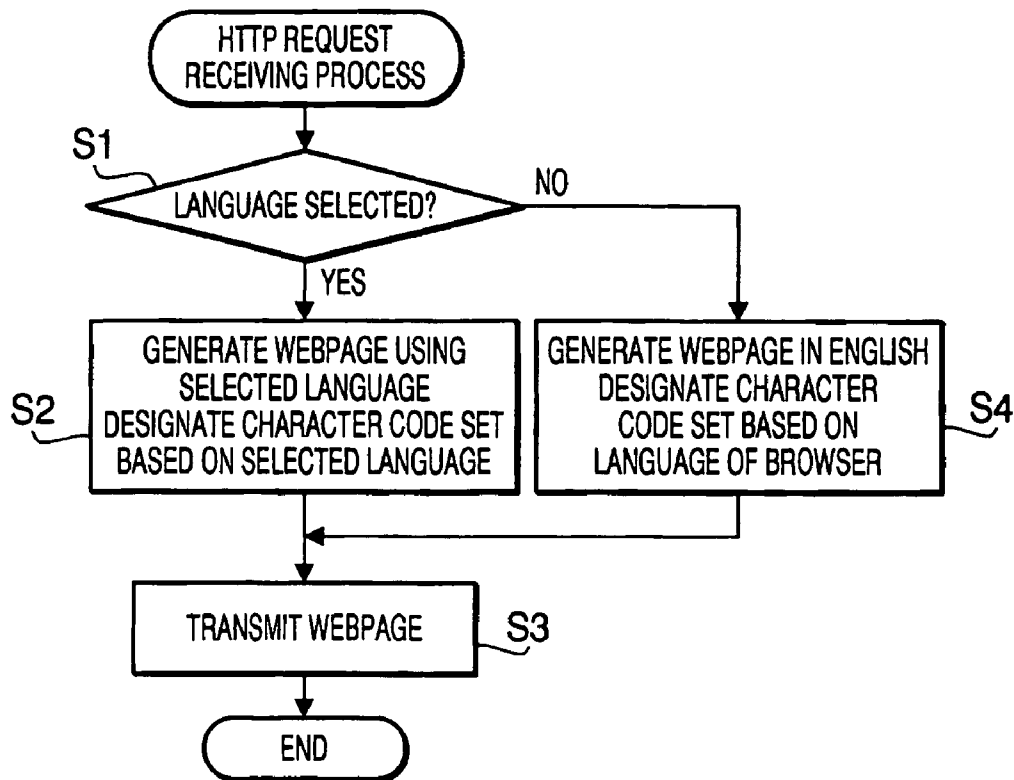 HTTP REQUEST
RECEIVING PROCESS
S1
LANGUAGE SELECTED?
NO
YES
GENERATE WEBPAGE USING
SELECTED LANGUAGE
DESIGNATE CHARACTER CODE SET
BASED ON SELECTED LANGUAGE
S2
GENERATE WEBPAGE IN ENGLISH
DESIGNATE CHARACTER
CODE SET BASED ON
LANGUAGE OF BROWSER
S4
TRANSMIT WEBPAGE
S3
END